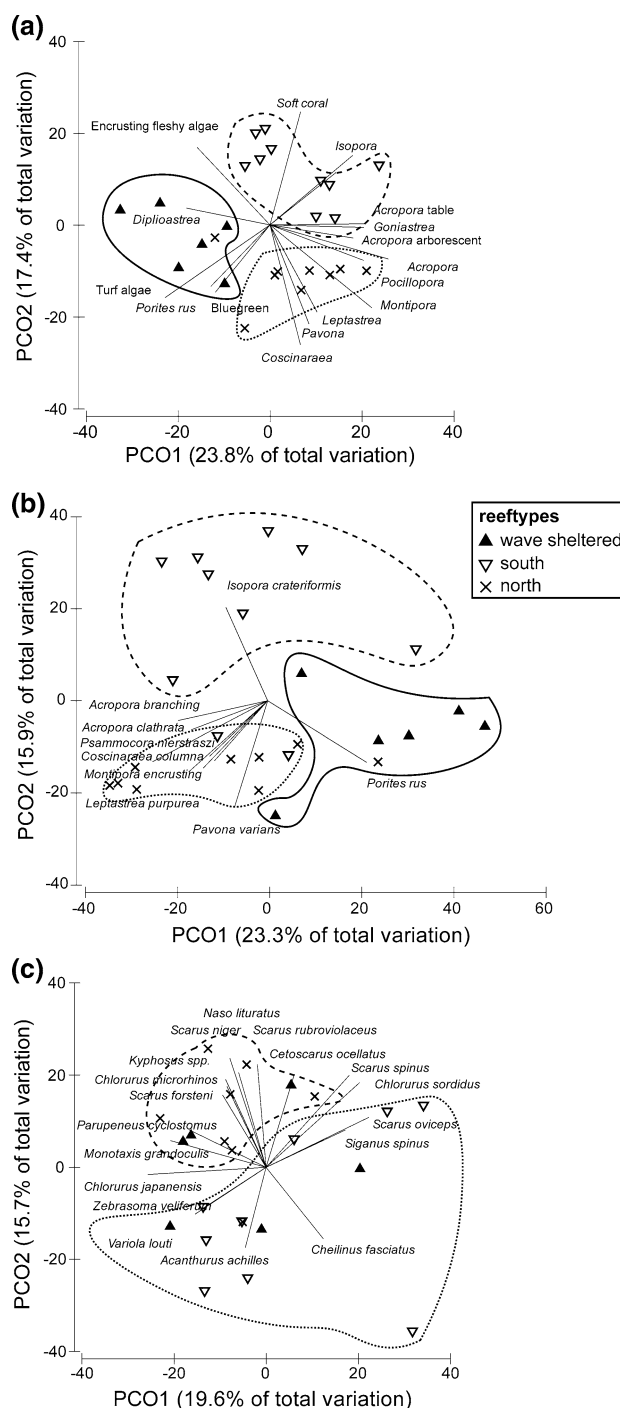 (a)
40
Soft coral
Encrusting fleshy algae
20
Isopora
Diplioastrea
Acropora table
0
Goniastrea
Acropora arborescent
Acropora
Pocillopora
Turf algae
Bluegreen
Montipora
Porites rus
-20
Leptastrea
Pavona
Coscinaraea
-40
PCO2 (17.4% of total variation)
-40 -20 0 20 40
PCO1 (23.8% of total variation)
(b)
40
reeftypes
wave sheltered
south
north
Isopora crateriformis
20
0
Acropora branching
Acropora clathrata
Psammocora nierstraszi
Coscinaraea columna
Montipora encrusting
Porites rus
-20
Leptastrea purpurea
Pavona varians
-40
PCO2 (15.9% of total variation)
-40 -20 0 20 40 60
PCO1 (23.3% of total variation)
(c)
40
Naso lituratus
Scarus niger Scarus rubroviolaceus
Kyphosus spp. Cetoscarus ocellatus
Chlorurus microrhinos Scarus spinus
20
Scarus forsteni Chlorurus sordidus
Parupeneus cyclostomus Scarus oviceps
Monotaxis grandoculis Siganus spinus
0
Chlorurus japanensis
Zebrasoma veliferum
Variola louti Cheilinus fasciatus
Acanthurus achilles
-20
-40
PCO2 (15.7% of total variation)
-40 -20 0 20 40
PCO1 (19.6% of total variation)